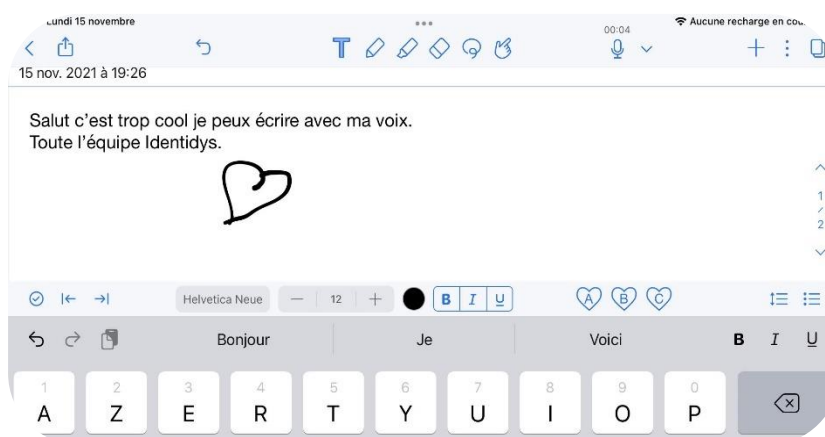 Lundi 15 novembre
00:04
Aucune recharge en cou
15 nov. 2021 à 19:26
Salut c'est trop cool je peux écrire avec ma voix.
Toute l'équipe Identidys.
1
/
2
Helvetica Neue — 12 + B I U A B C
Bonjour Je Voici B I U
1 2 3 4 5 6 7 8 9 0
A Z E R T Y U I O P